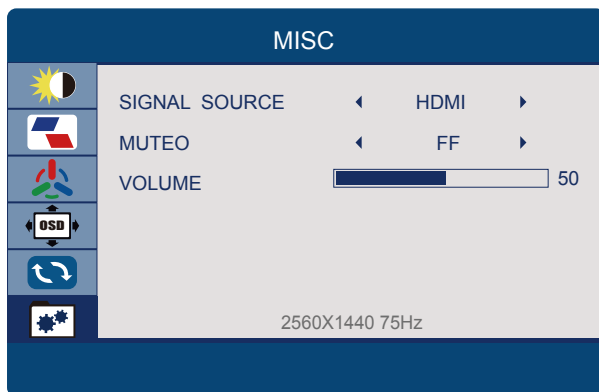 MISC
SIGNAL SOURCE HDMI
MUTEO FF
VOLUME 50
OSD
2560X1440 75Hz